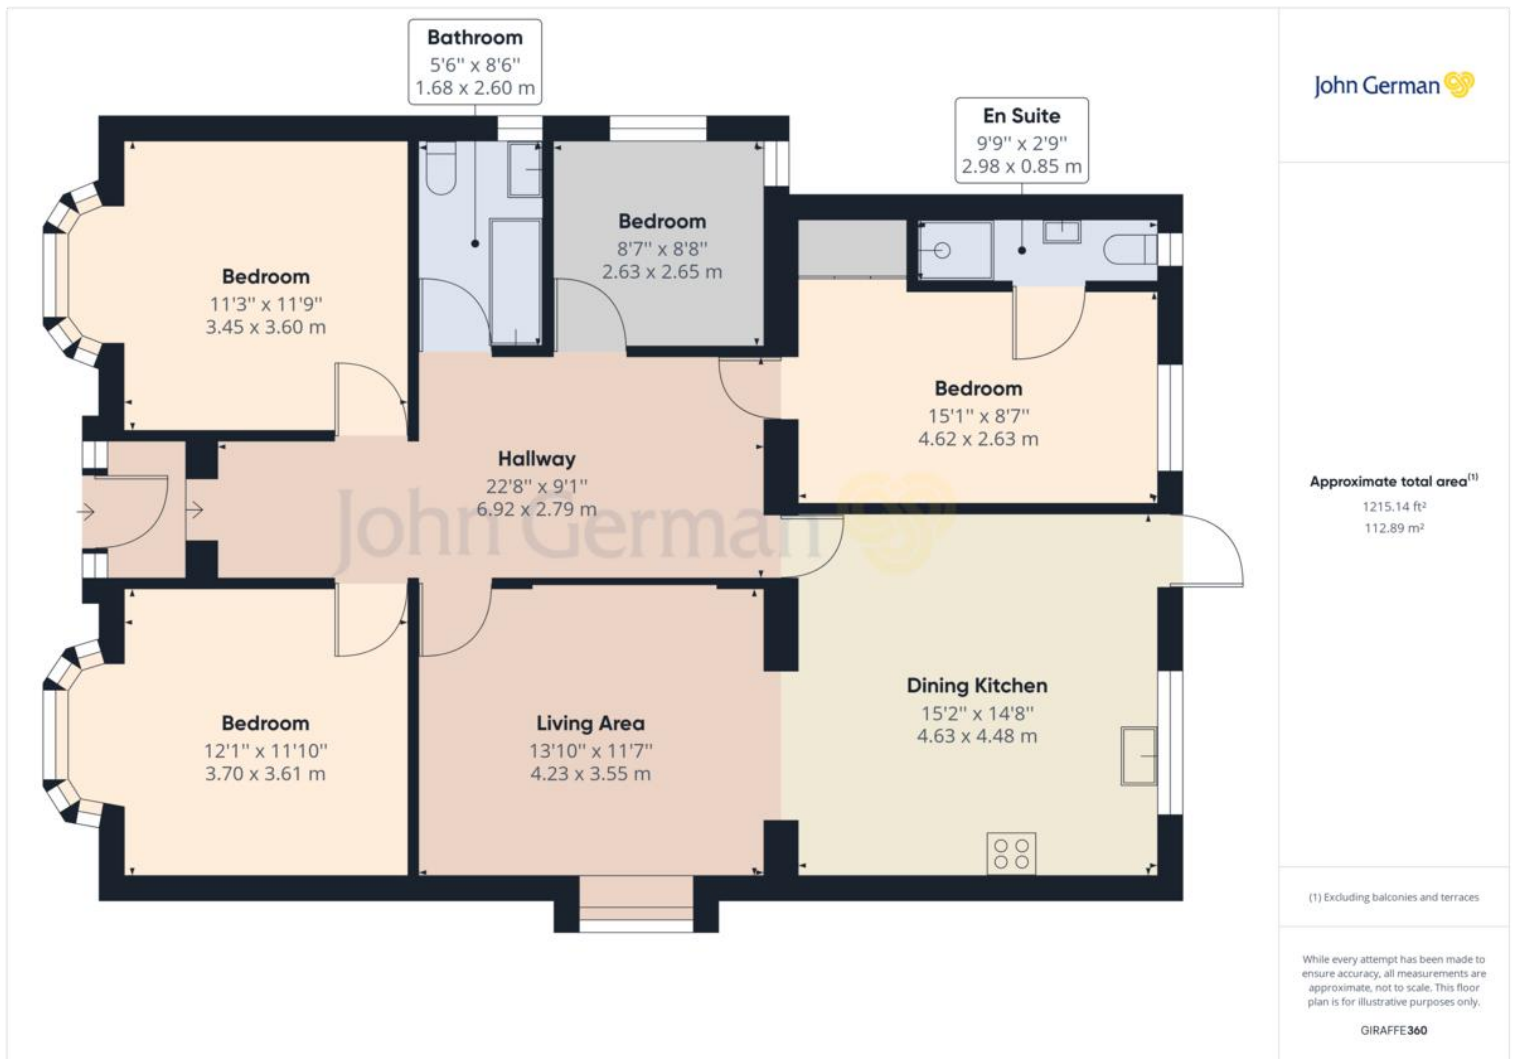 Bathroom
5'6'' x 8'6''
1.68 x 2.60 m
En Suite
9'9'' x 2'9''
2.98 x 0.85 m
Bedroom
11'3'' x 11'9''
3.45 x 3.60 m
Bedroom
8'7'' x 8'8''
2.63 x 2.65 m
Bedroom
15'1'' x 8'7''
4.62 x 2.63 m
Hallway
22'8'' x 9'1''
6.92 x 2.79 m
John German
Bedroom
12'1'' x 11'10''
3.70 x 3.61 m
Living Area
13'10'' x 11'7''
4.23 x 3.55 m
Dining Kitchen
15'2'' x 14'8''
4.63 x 4.48 m
John German
Approximate total area(1)
1215.14 ft²
112.89 m²
(1) Excluding balconies and terraces
While every attempt has been made to
ensure accuracy, all measurements are
approximate, not to scale. This floor
plan is for illustrative purposes only.
GIRAFFE360